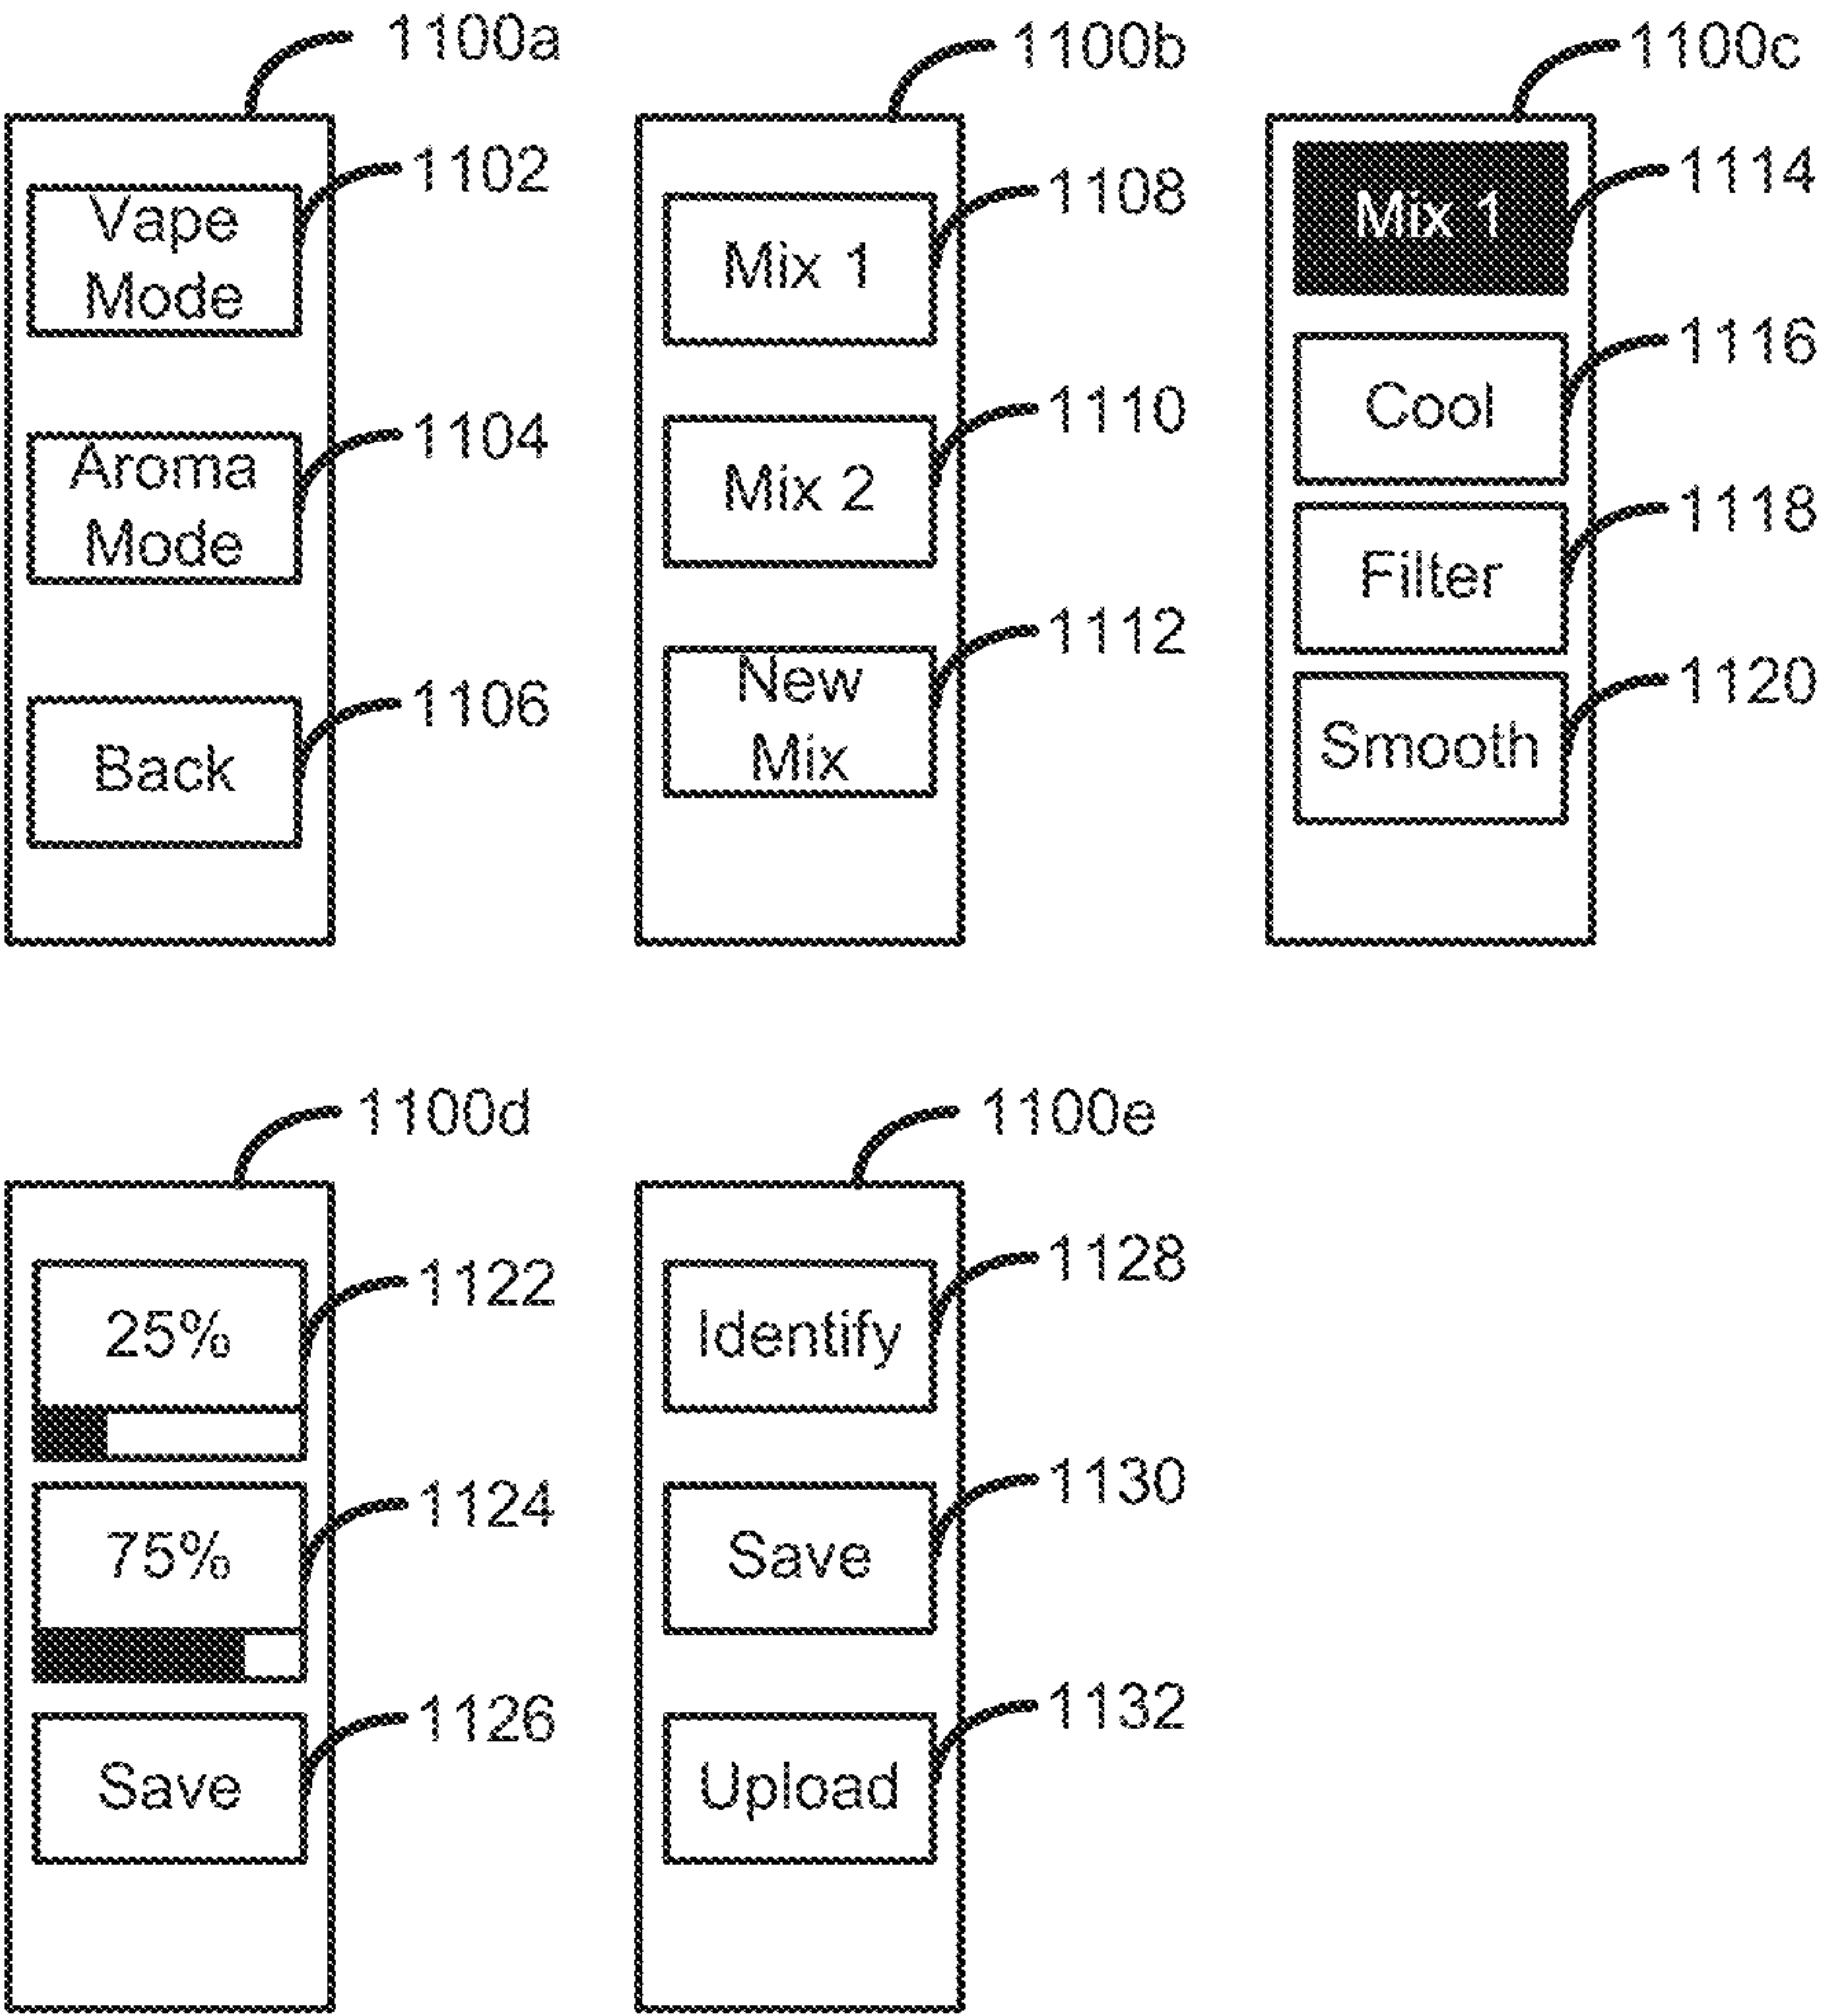 1100a
1102
Vape
Mode
1104
Aroma
Mode
1106
Back
1100b
1108
Mix 1
1110
Mix 2
1112
New
Mix
1100c
1114
Mix 1
1116
Cool
1118
Filter
1120
Smooth
1100d
1122
25%
1124
75%
1126
Save
1100e
1128
Identify
1130
Save
1132
Upload